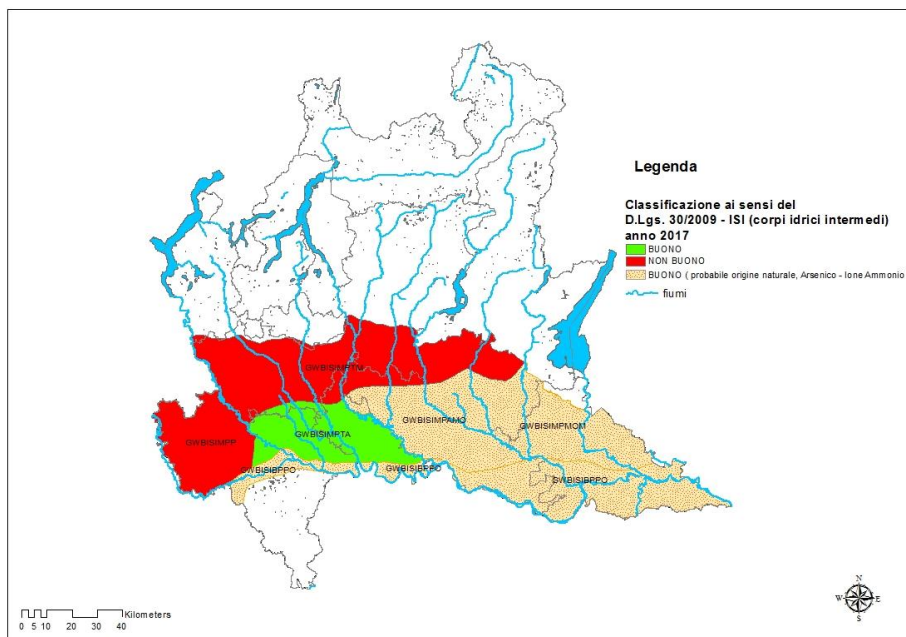 Legenda
Classificazione ai sensi del
D.Lgs. 30/2009 - ISI (corpi idrici intermedi)
anno 2017
BUONO
NON BUONO
BUONO ( probabile origine naturale, Arsenico - Ione Ammonio
fiumi
GWBISIMPTM
GWBISIMPAMO
GWBISIMPMOM
GWBISIMPTA
GWBISIMPP
GWBISIBPPO
GWBISIBPPO
GWBISIBPPO
N
W E
S
Kilometers
0 5 10 20 30 40